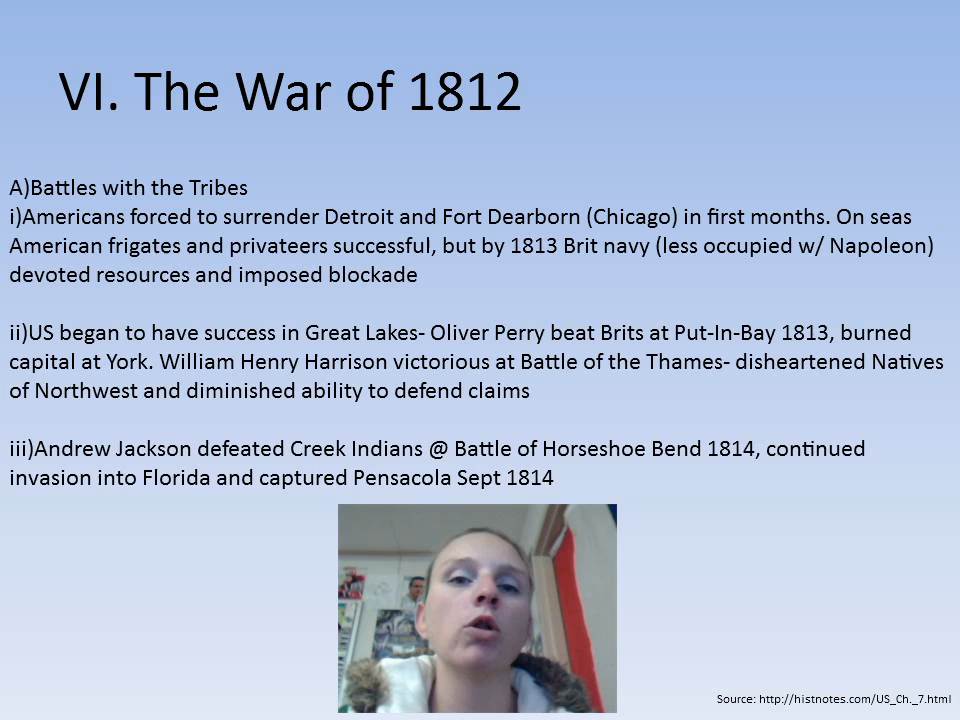 VI. The War of 1812
A)Battles with the Tribes
i)Americans forced to surrender Detroit and Fort Dearborn (Chicago) in first months. On seas
American frigates and privateers successful, but by 1813 Brit navy (less occupied w/ Napoleon)
devoted resources and imposed blockade
ii)US began to have success in Great Lakes- Oliver Perry beat Brits at Put-In-Bay 1813, burned
capital at York. William Henry Harrison victorious at Battle of the Thames- disheartened Natives
of Northwest and diminished ability to defend claims
iii)Andrew Jackson defeated Creek Indians @ Battle of Horseshoe Bend 1814, continued
invasion into Florida and captured Pensacola Sept 1814
Source: http://histnotes.com/US_Ch._7.html